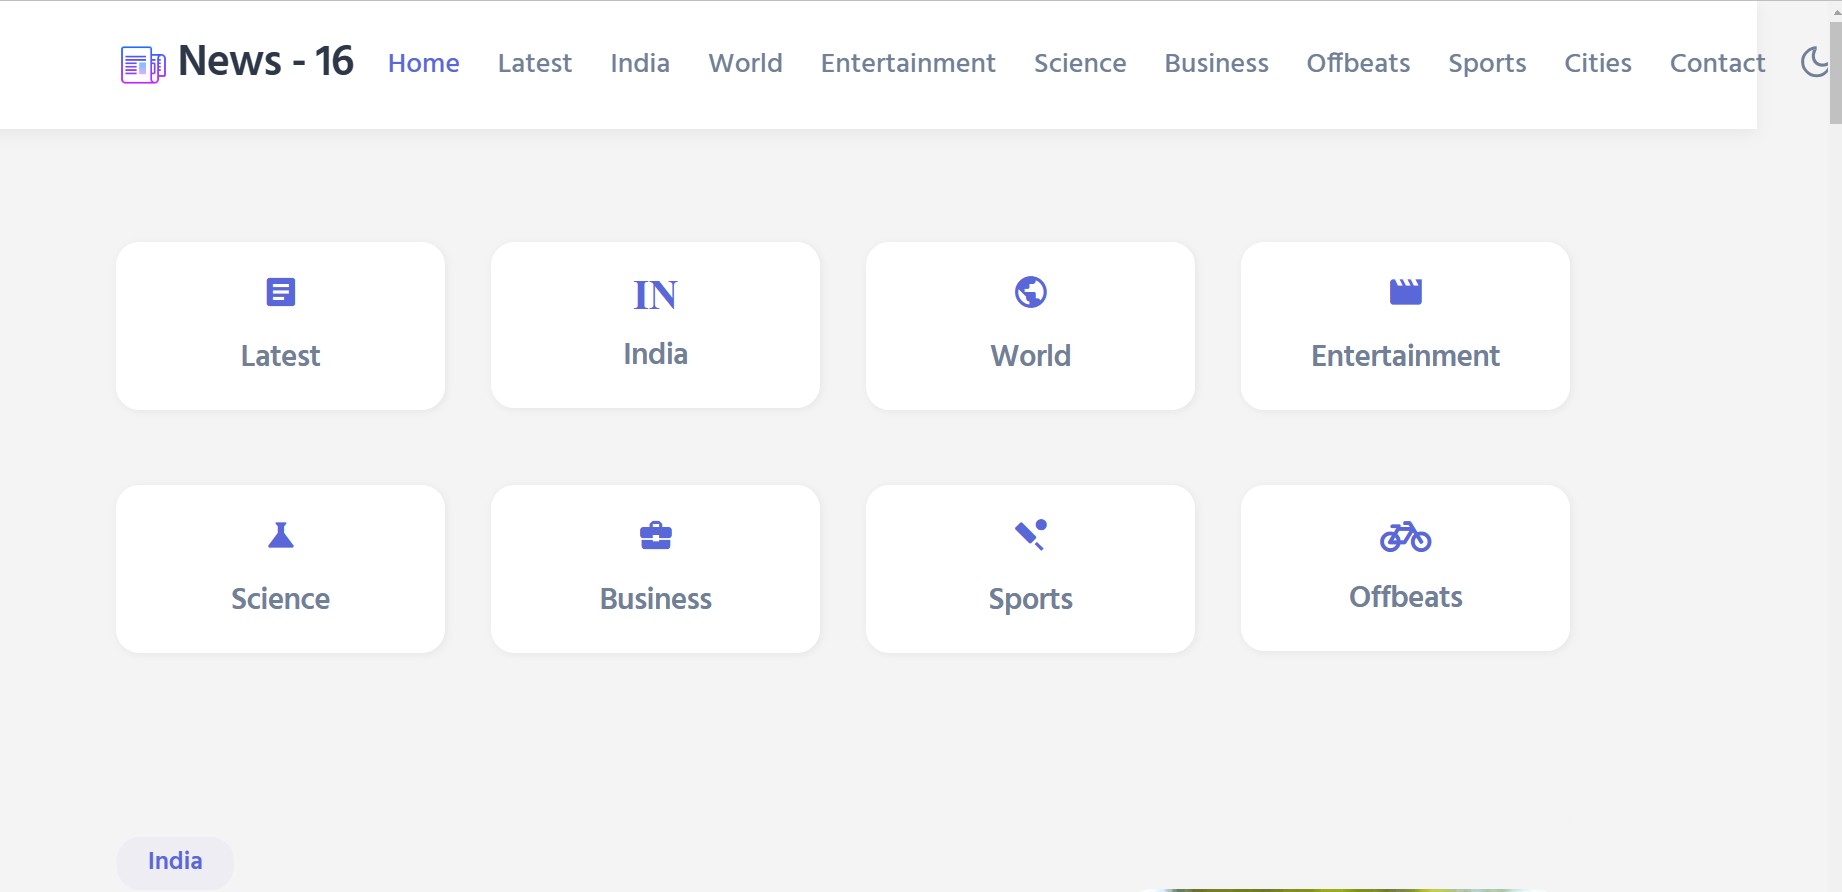 News - 16 Home Latest India World Entertainment Science Business Offbeats Sports Cities Contact
IN
Latest India World Entertainment
Science Business Sports Offbeats
India